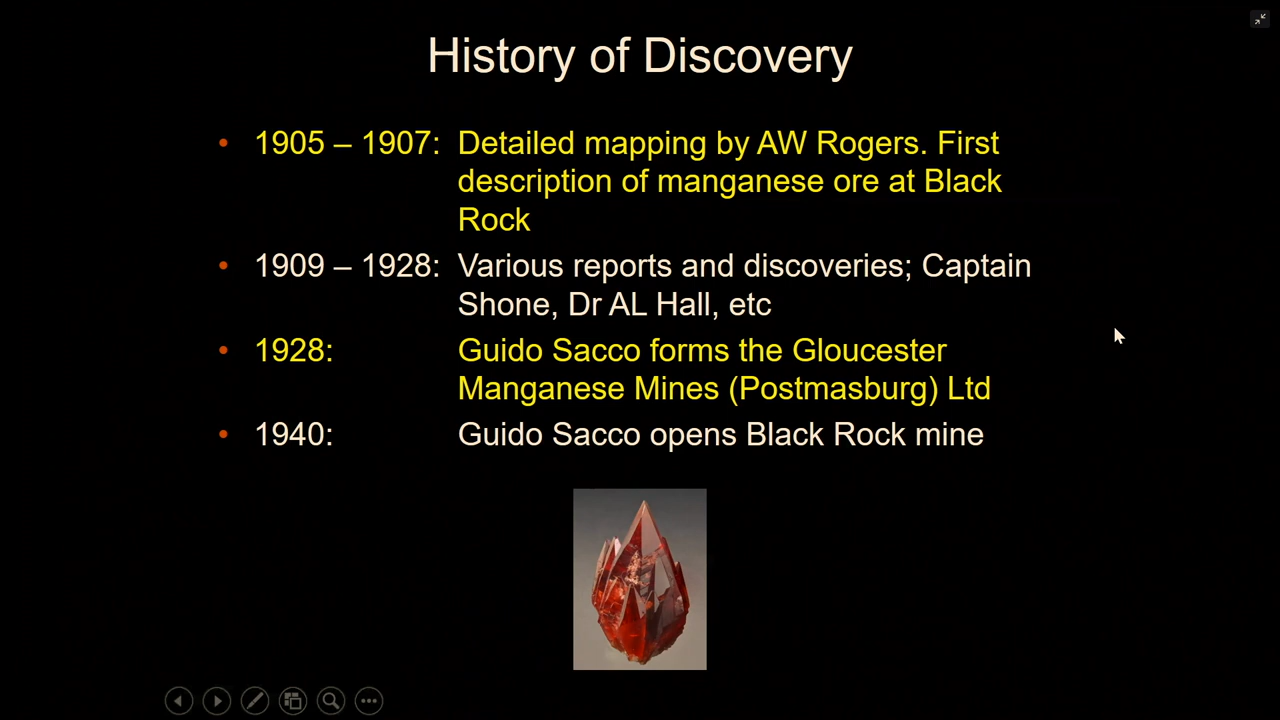 History of Discovery
• 1905 – 1907: Detailed mapping by AW Rogers. First
description of manganese ore at Black
Rock
• 1909 – 1928: Various reports and discoveries; Captain
Shone, Dr AL Hall, etc
• 1928: Guido Sacco forms the Gloucester
Manganese Mines (Postmasburg) Ltd
• 1940: Guido Sacco opens Black Rock mine